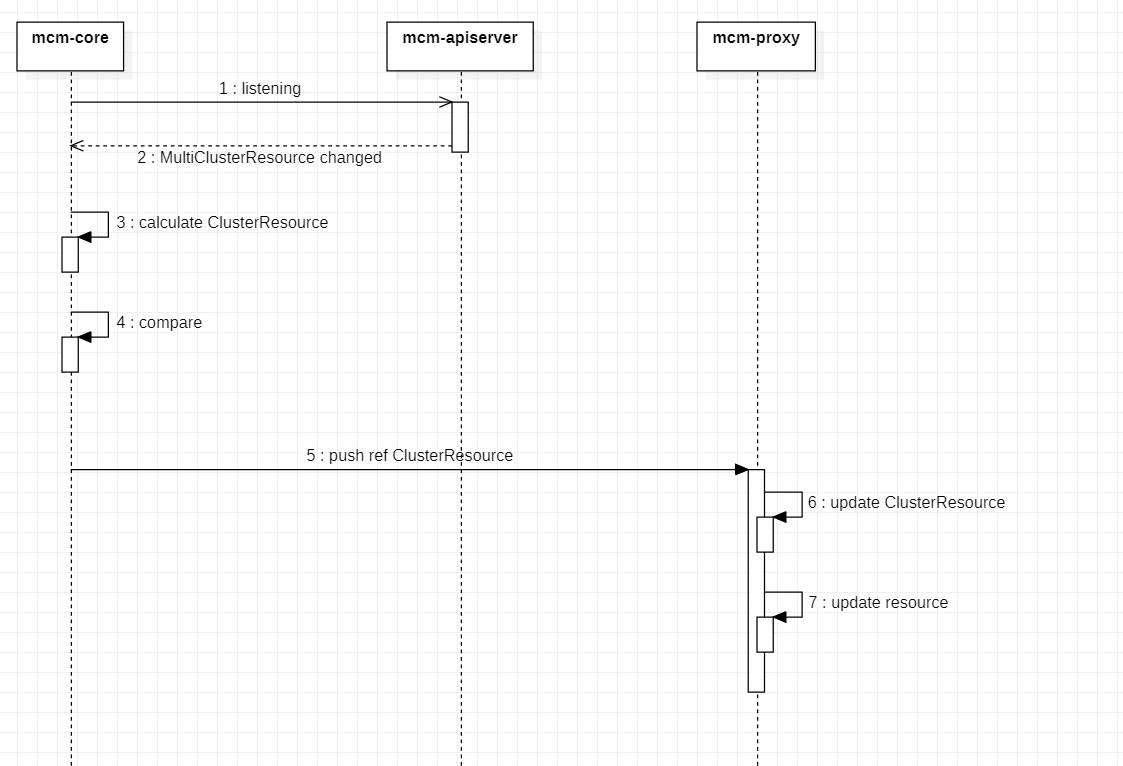 mcm-core
mcm-apiserver
mcm-proxy
1 : listening
2 : MultiClusterResource changed
3 : calculate ClusterResource
4 : compare
5 : push ref ClusterResource
6 : update ClusterResource
7 : update resource